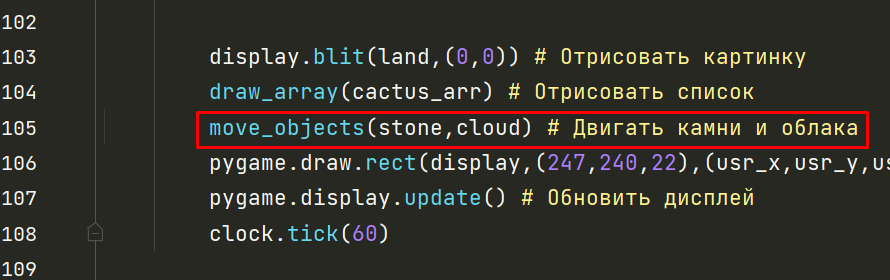 102
103 display.blit(land,(0,0)) # Отрисовать картинку
104 draw_array(cactus_arr) # Отрисовать список
105 move_objects(stone,cloud) # Двигать камни и облака
106 pygame.draw.rect(display,(247,240,22),(usr_x,usr_y,us
107 pygame.display.update() # Обновить дисплей
108 clock.tick(60)
109